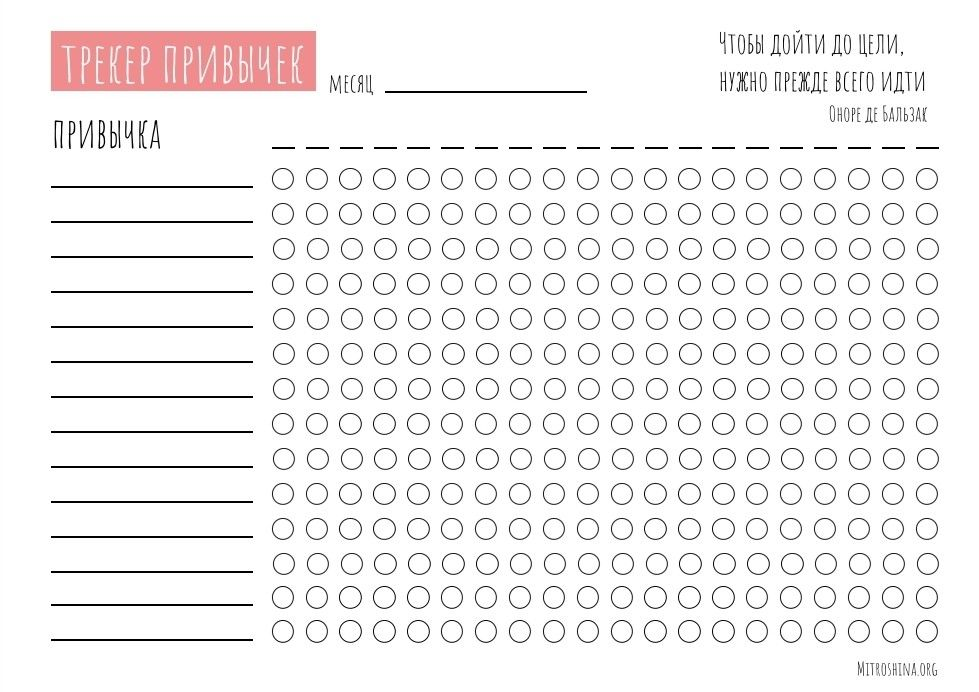 ТРЕКЕР ПРИВЫЧЕК
МЕСЯЦ
Чтобы дойти до цели,
нужно прежде всего идти
Оноре де Бальзак
ПРИВЫЧКА
Mitroshina.org